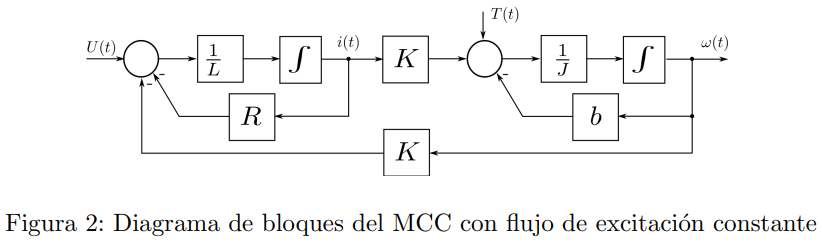 T(t)
U(t) 1/L ∫ i(t) K 1/J ∫ ω(t)
- - -
R b
K
Figura 2: Diagrama de bloques del MCC con flujo de excitación constante